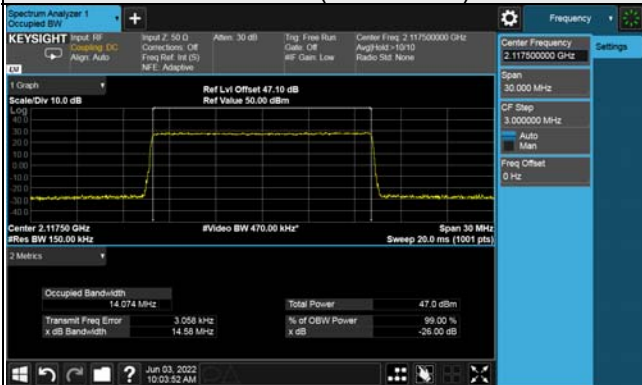 Spectrum Analyzer 1
Occupied BW
+
Frequency
KEYSIGHT
Input: RF
Coupling: DC
Align: Auto
Input Z: 50 Ω
Corrections: Off
Freq Ref: Int (S)
NFE: Adaptive
Atten: 30 dB
Trig: Free Run
Gate: Off
#IF Gain: Low
Center Freq: 2.117500000 GHz
Avg|Hold:>10/10
Radio Std: None
Center Frequency
2.117500000 GHz
Settings
Span
30.000 MHz
CF Step
3.000000 MHz
Auto
Man
Freq Offset
0 Hz
1 Graph
Scale/Div 10.0 dB
Ref Lvl Offset 47.10 dB
Ref Value 50.00 dBm
Log
40.0
30.0
20.0
10.0
0.00
-10.0
-20.0
-30.0
-40.0
Center 2.11750 GHz
#Res BW 150.00 kHz
#Video BW 470.00 kHz*
Span 30 MHz
Sweep 20.0 ms (1001 pts)
2 Metrics
Occupied Bandwidth
14.074 MHz
Total Power 47.0 dBm
Transmit Freq Error 3.058 kHz
% of OBW Power 99.00 %
x dB Bandwidth 14.58 MHz
x dB -26.00 dB
?
Jun 03, 2022
10:03:52 AM